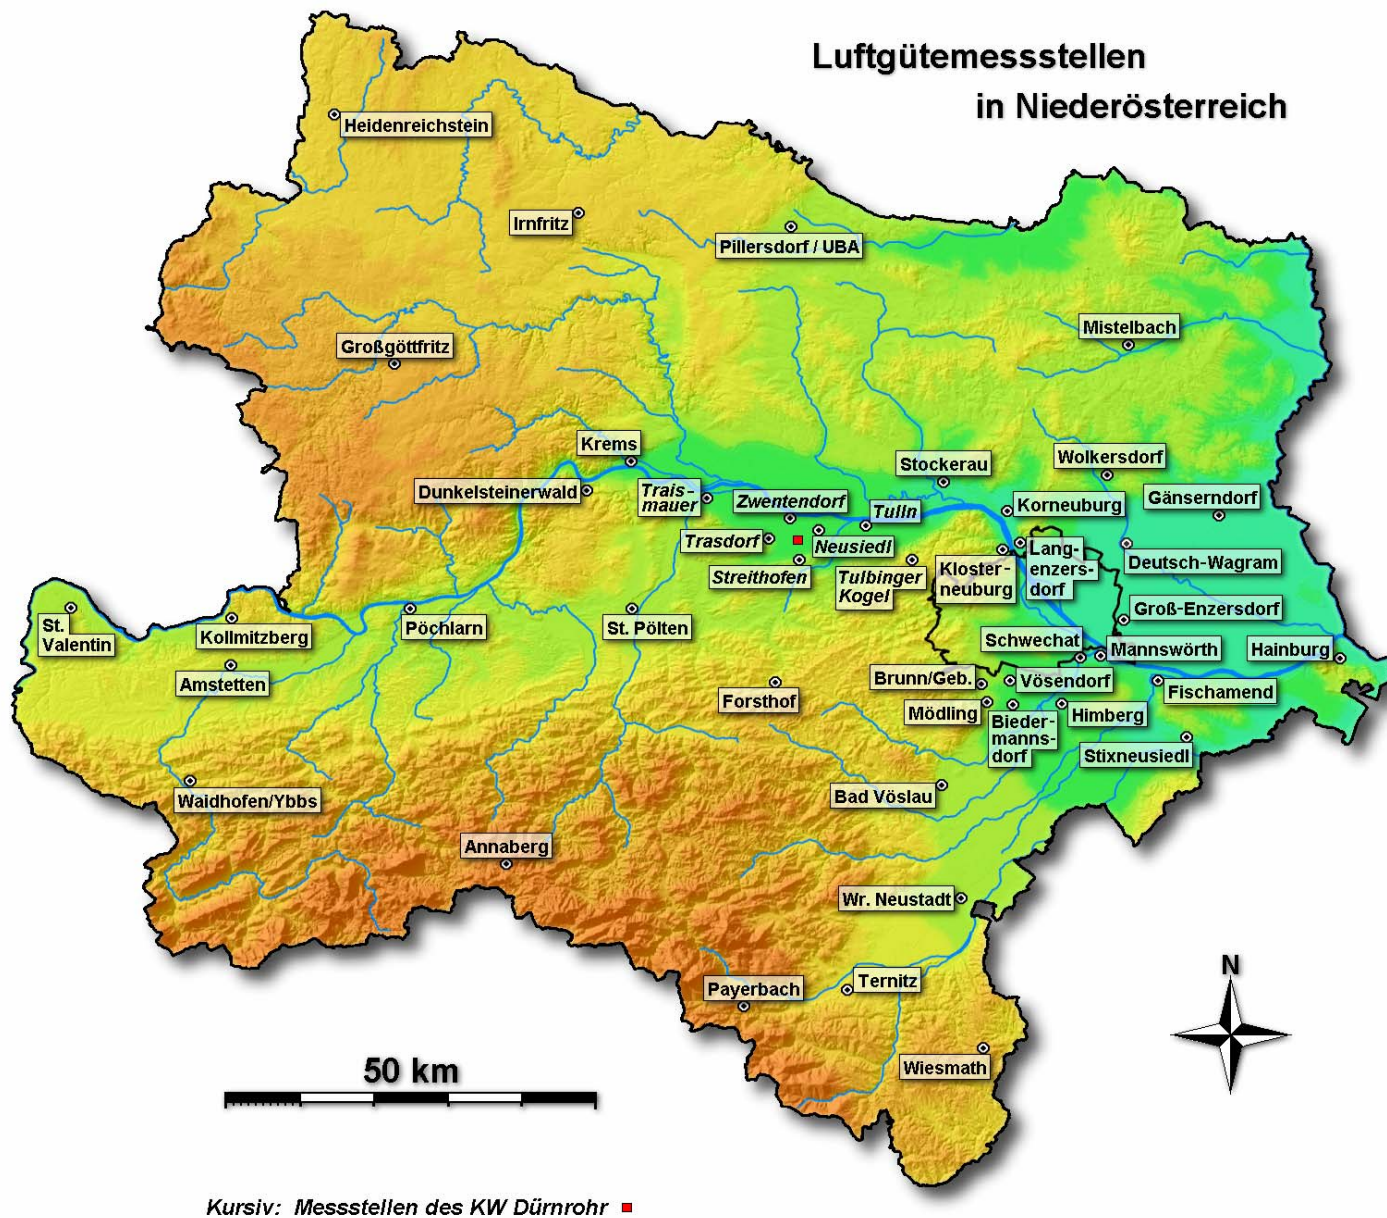 Luftgütemessstellen
in Niederösterreich
Heidenreichstein
Irnfritz
Pillersdorf / UBA
Mistelbach
Großgöttfritz
Krems
Stockerau
Wolkersdorf
Dunkelsteinerwald
Trais-
mauer
Zwentendorf
Tulln
Korneuburg
Gänserndorf
Trasdorf
Neusiedl
Streithofen
Tulbinger
Kogel
Kloster-
neuburg
Lang-
enzers-
dorf
Deutsch-Wagram
St.
Valentin
Kollmitzberg
Pöchlarn
St. Pölten
Groß-Enzersdorf
Schwechat
Mannswörth
Hainburg
Amstetten
Forsthof
Brunn/Geb.
Vösendorf
Fischamend
Mödling
Bieder-
manns-
dorf
Himberg
Stixneusiedl
Waidhofen/Ybbs
Bad Vöslau
Annaberg
Wr. Neustadt
Payerbach
Ternitz
Wiesmath
N
50 km
Kursiv: Messstellen des KW Dürnrohr